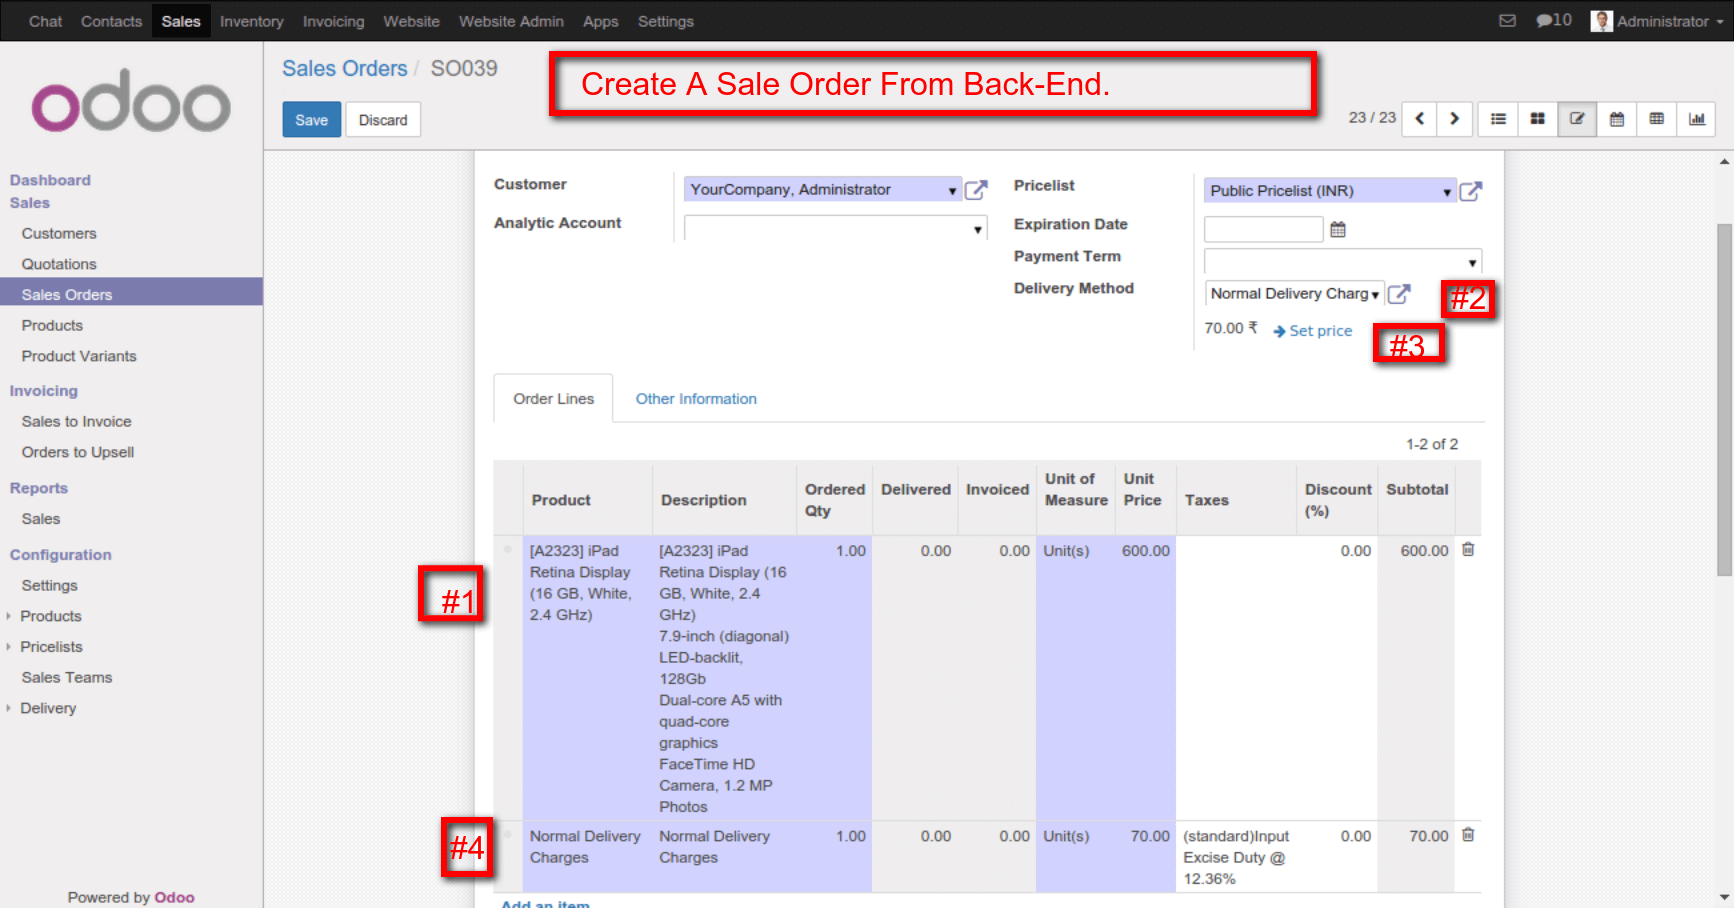 Chat Contacts Sales Inventory Invoicing Website Website Admin Apps Settings 10 Administrator
odoo
Sales Orders / SO039
Create A Sale Order From Back-End.
Save Discard
23 / 23
Dashboard
Sales
Customers
Quotations
Sales Orders
Products
Product Variants
Invoicing
Sales to Invoice
Orders to Upsell
Reports
Sales
Configuration
Settings
Products
Pricelists
Sales Teams
Delivery
Powered by Odoo
Customer YourCompany, Administrator
Analytic Account
Pricelist Public Pricelist (INR)
Expiration Date
Payment Term
Delivery Method Normal Delivery Charg
#2
70.00 ₹ Set price
#3
Order Lines Other Information
1-2 of 2
Product Description Ordered Qty Delivered Invoiced Unit of Measure Unit Price Taxes Discount (%) Subtotal
#1
[A2323] iPad
Retina Display
(16 GB, White,
2.4 GHz)
[A2323] iPad
Retina Display (16
GB, White, 2.4
GHz)
7.9-inch (diagonal)
LED-backlit,
128Gb
Dual-core A5 with
quad-core
graphics
FaceTime HD
Camera, 1.2 MP
Photos
1.00 0.00 0.00 Unit(s) 600.00 0.00 600.00
#4
Normal Delivery
Charges
Normal Delivery
Charges
1.00 0.00 0.00 Unit(s) 70.00
(standard)Input
Excise Duty @
12.36%
0.00 70.00
Add an item